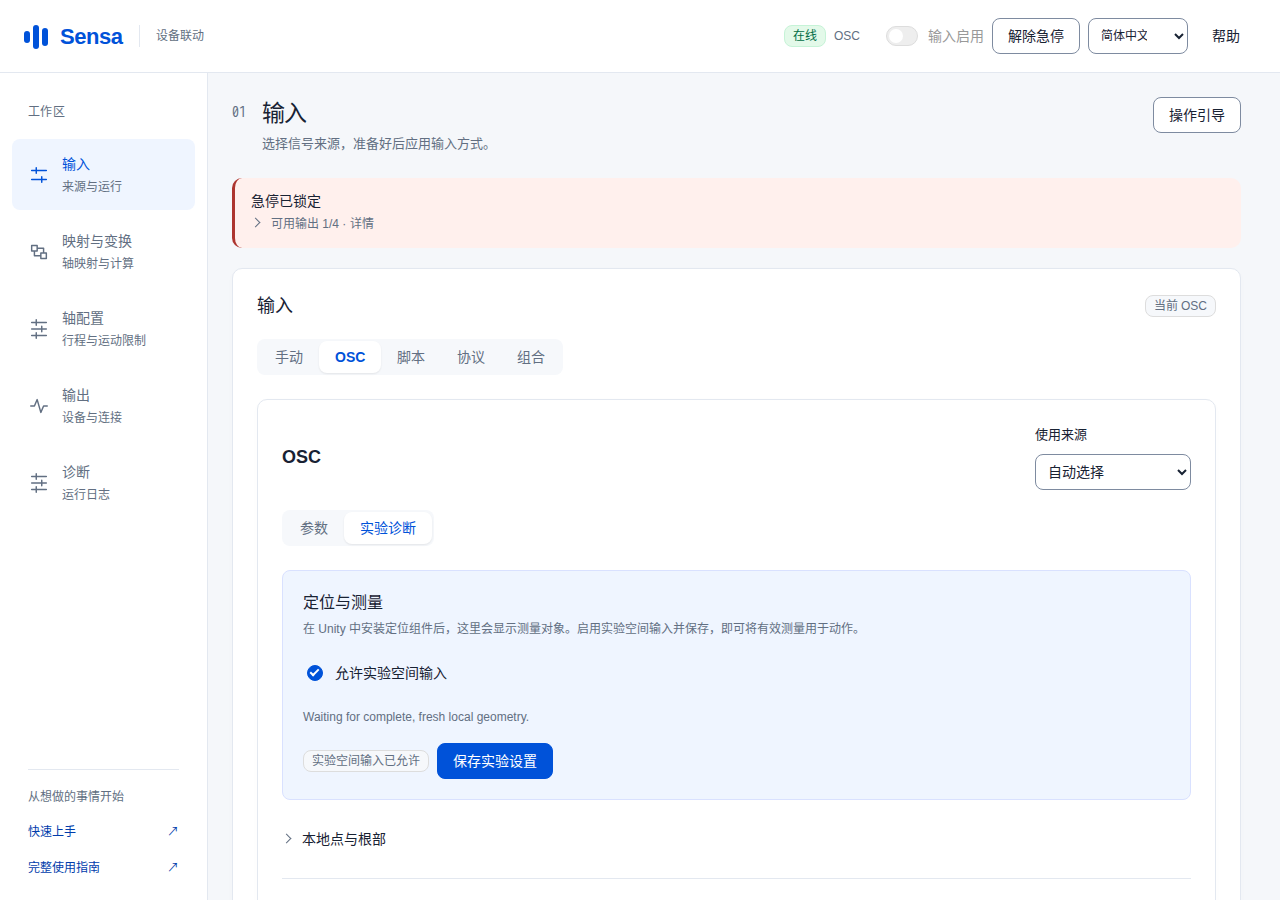 Sensa
设备联动
在线 OSC 输入启用 解除急停 简体中文 帮助
工作区
输入
来源与运行
映射与变换
轴映射与计算
轴配置
行程与运动限制
输出
设备与连接
诊断
运行日志
从想做的事情开始
快速上手 ↗
完整使用指南 ↗
01 输入
选择信号来源，准备好后应用输入方式。
操作引导
急停已锁定
可用输出 1/4 · 详情
输入
当前 OSC
手动 OSC 脚本 协议 组合
OSC
使用来源
自动选择
参数 实验诊断
定位与测量
在 Unity 中安装定位组件后，这里会显示测量对象。启用实验空间输入并保存，即可将有效测量用于动作。
允许实验空间输入
Waiting for complete, fresh local geometry.
实验空间输入已允许 保存实验设置
本地点与根部